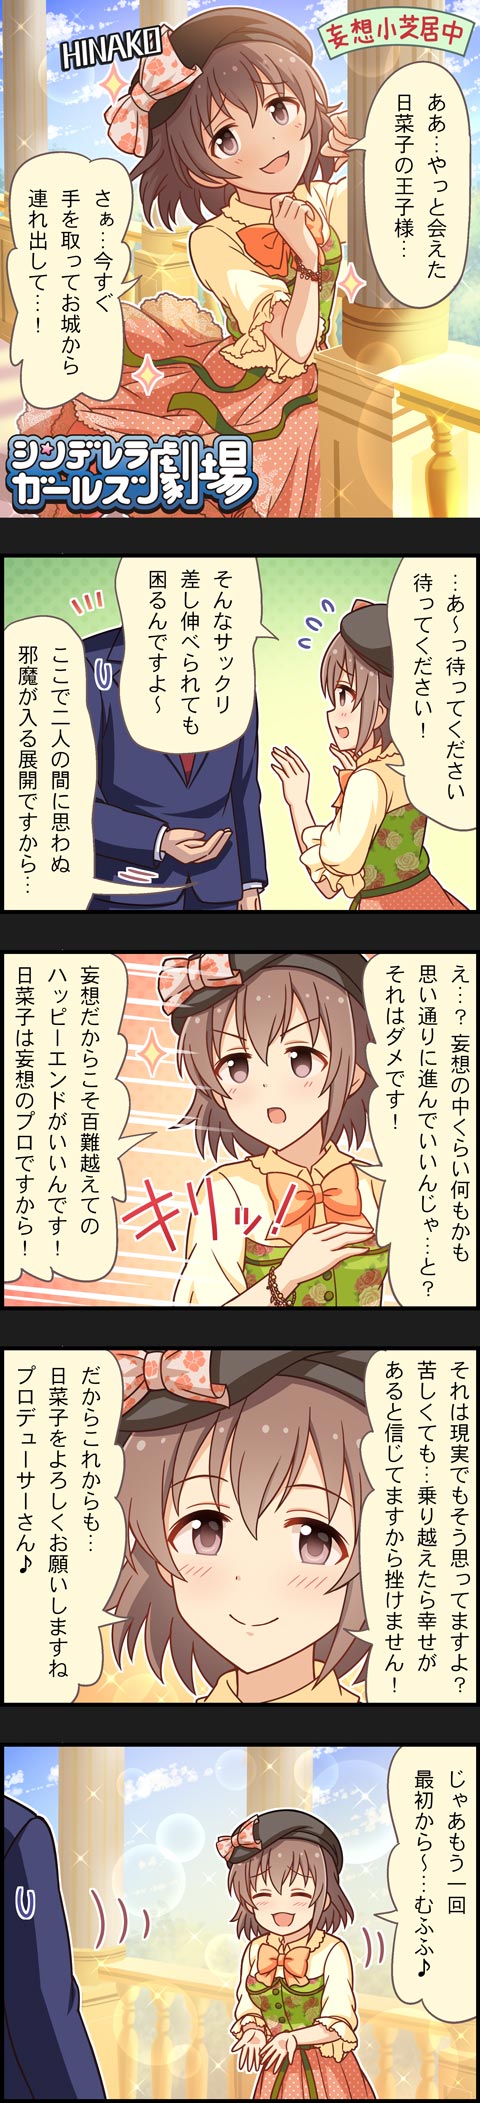 HINAKO
妄想小芝居中
ああ…やっと会えた
日菜子の王子様…
さぁ…今すぐ
手を取ってお城から
連れ出して…！
シンデレラ
ガールズ劇場
…あ〜っ待ってください
待ってください！
そんなサックリ
差し伸べられても
困るんですよ〜
ここで二人の間に思わぬ
邪魔が入る展開ですから…
え…？妄想の中くらい何もかも
思い通りに進んでいいんじゃ…と？
それはダメです！
妄想だからこそ百難越えての
ハッピーエンドがいいんです！
日菜子は妄想のプロですから！
キリッ！
それは現実でもそう思ってますよ？
苦しくても…乗り越えたら幸せが
あると信じてますから挫けません！
だからこれからも…
日菜子をよろしくお願いしますね
プロデューサーさん♪
じゃあもう一回
最初から〜…むふふ♪